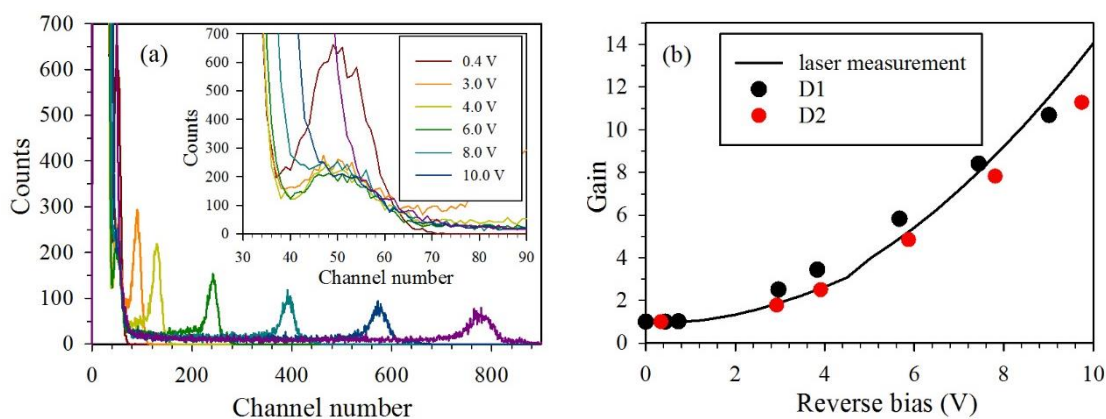 700
600
500
400
300
200
100
0
Counts
0 200 400 600 800
Channel number
(a)
700
600
500
400
300
200
100
0
Counts
30 40 50 60 70 80 90
Channel number
0.4 V
3.0 V
4.0 V
6.0 V
8.0 V
10.0 V
(b)
14
12
10
8
6
4
2
0
Gain
laser measurement
D1
D2
0 2 4 6 8 10
Reverse bias (V)